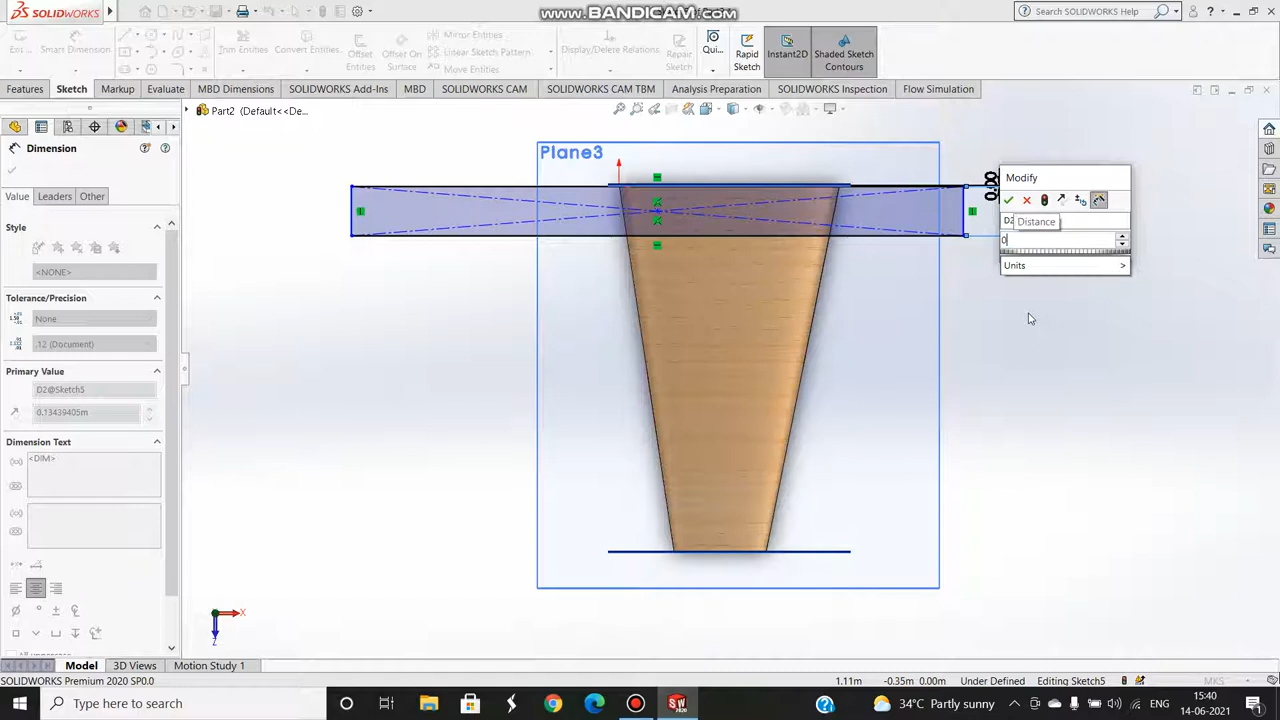 SOLIDWORKS
www.BANDICAM.com
Search SOLIDWORKS Help
Exi...
Smart Dimension
Trim Entities
Convert Entities
Offset
Entities
Offset On
Surface
Mirror Entities
Linear Sketch Pattern
Move Entities
Display/Delete Relations
Repair
Sketch
Qui...
Rapid
Sketch
Instant2D
Shaded Sketch
Contours
Features
Sketch
Markup
Evaluate
MBD Dimensions
SOLIDWORKS Add-Ins
MBD
SOLIDWORKS CAM
SOLIDWORKS CAM TBM
Analysis Preparation
SOLIDWORKS Inspection
Flow Simulation
Part2 (Default<<De...
Dimension
Value
Leaders
Other
Style
<NONE>
Tolerance/Precision
None
.12 (Document)
Primary Value
D2@Sketch5
0.13439405m
Dimension Text
<DIM>
Plane3
Modify
D2
Distance
0
Units
X
Z
Model
3D Views
Motion Study 1
SOLIDWORKS Premium 2020 SP0.0
1.11m
-0.35m
0.00m
Under Defined
Editing Sketch5
MKS
Type here to search
34°C Partly sunny
ENG
15:40
14-06-2021